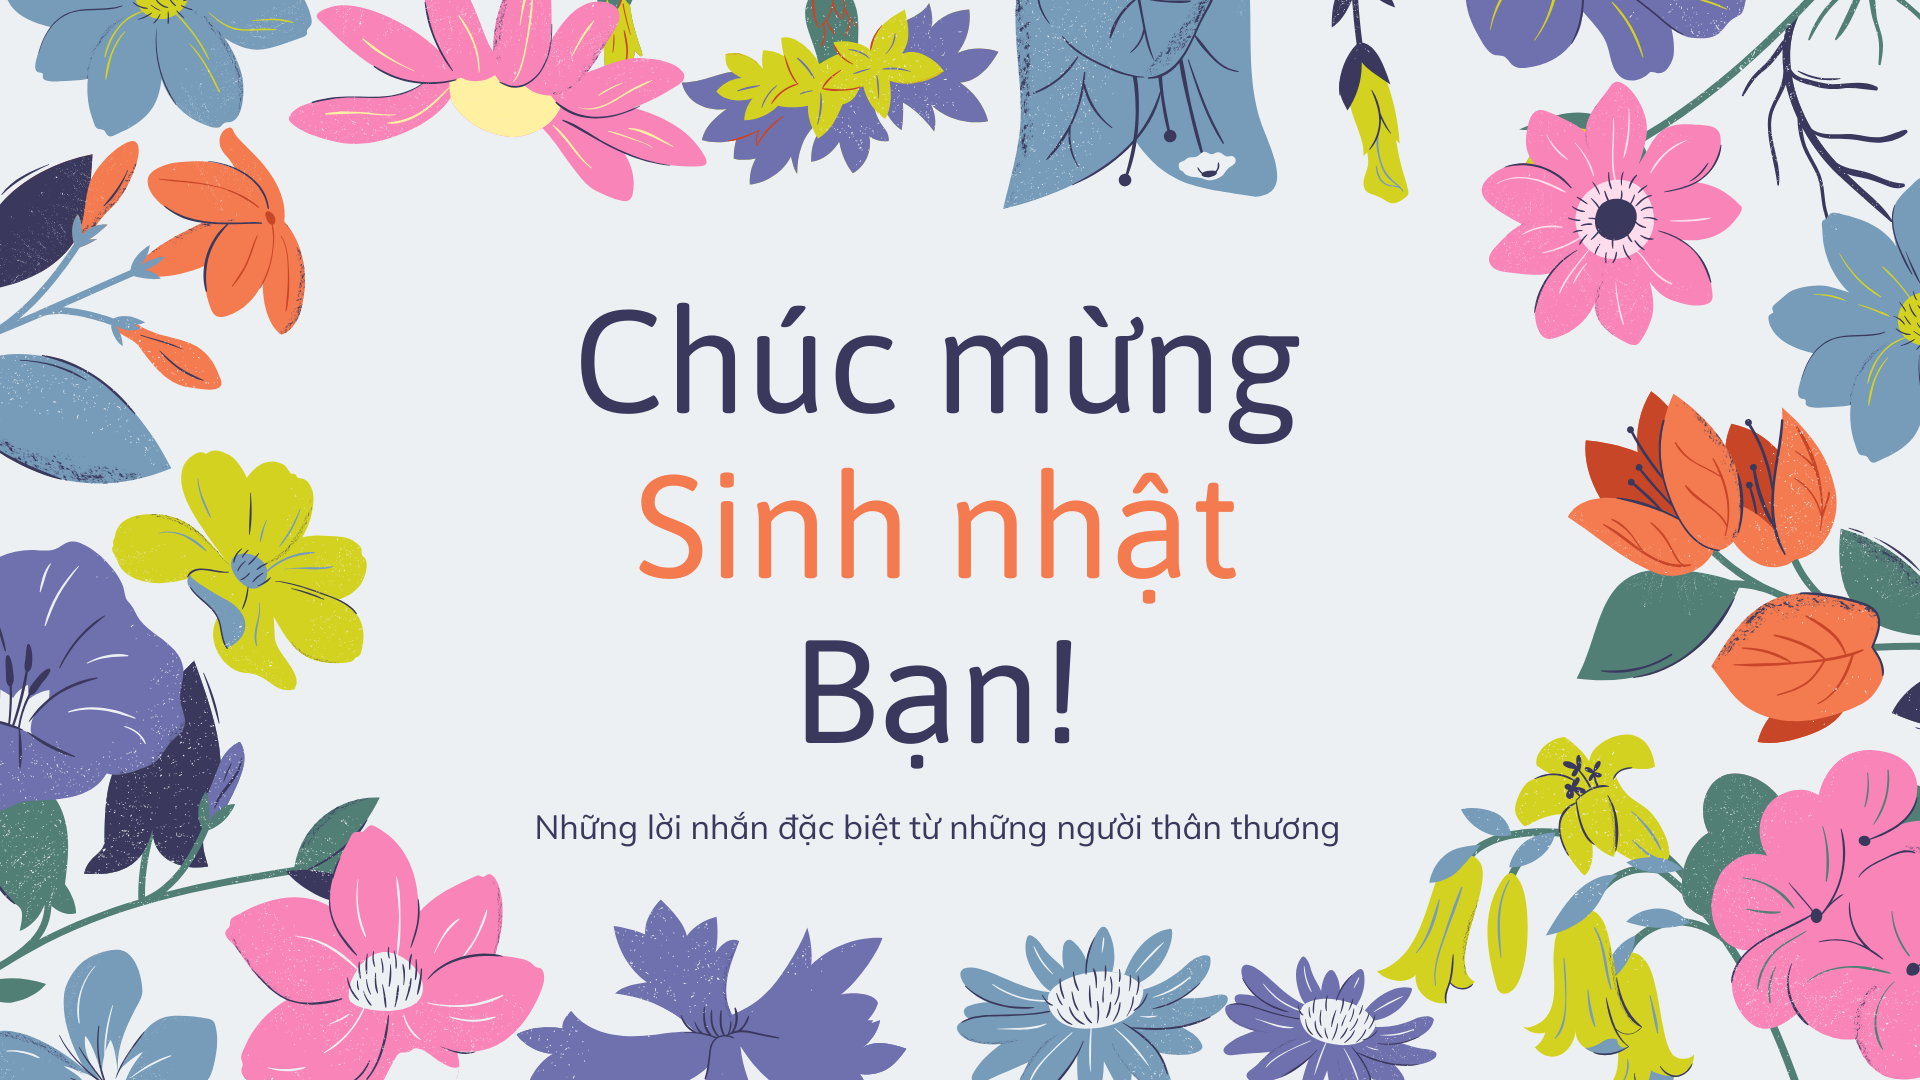 Chúc mừng
Sinh nhật
Bạn!
Những lời nhắn đặc biệt từ những người thân thương